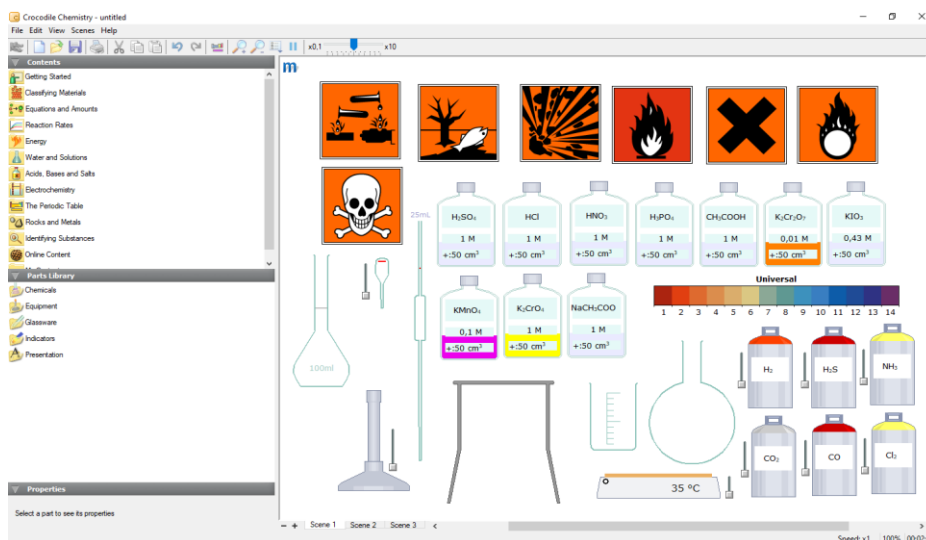 Crocodile Chemistry - untitled
File Edit View Scenes Help
x0,1 x10
Contents
Getting Started
Classifying Materials
Equations and Amounts
Reaction Rates
Energy
Water and Solutions
Acids, Bases and Salts
Electrochemistry
The Periodic Table
Rocks and Metals
Identifying Substances
Online Content
Parts Library
Chemicals
Equipment
Glassware
Indicators
Presentation
Properties
Select a part to see its properties
m
25mL
H₂SO₄
1 M
+:50 cm³
HCl
1 M
+:50 cm³
HNO₃
1 M
+:50 cm³
H₃PO₄
1 M
+:50 cm³
CH₃COOH
1 M
+:50 cm³
K₂Cr₂O₇
0,01 M
+:50 cm³
KIO₃
0,43 M
+:50 cm³
KMnO₄
0,1 M
+:50 cm³
K₂CrO₄
1 M
+:50 cm³
NaCH₃COO
1 M
+:50 cm³
Universal
1 2 3 4 5 6 7 8 9 10 11 12 13 14
100ml
H₂
H₂S
NH₃
CO₂
CO
Cl₂
35 °C
Scene 1 Scene 2 Scene 3
Speed: x1 100%